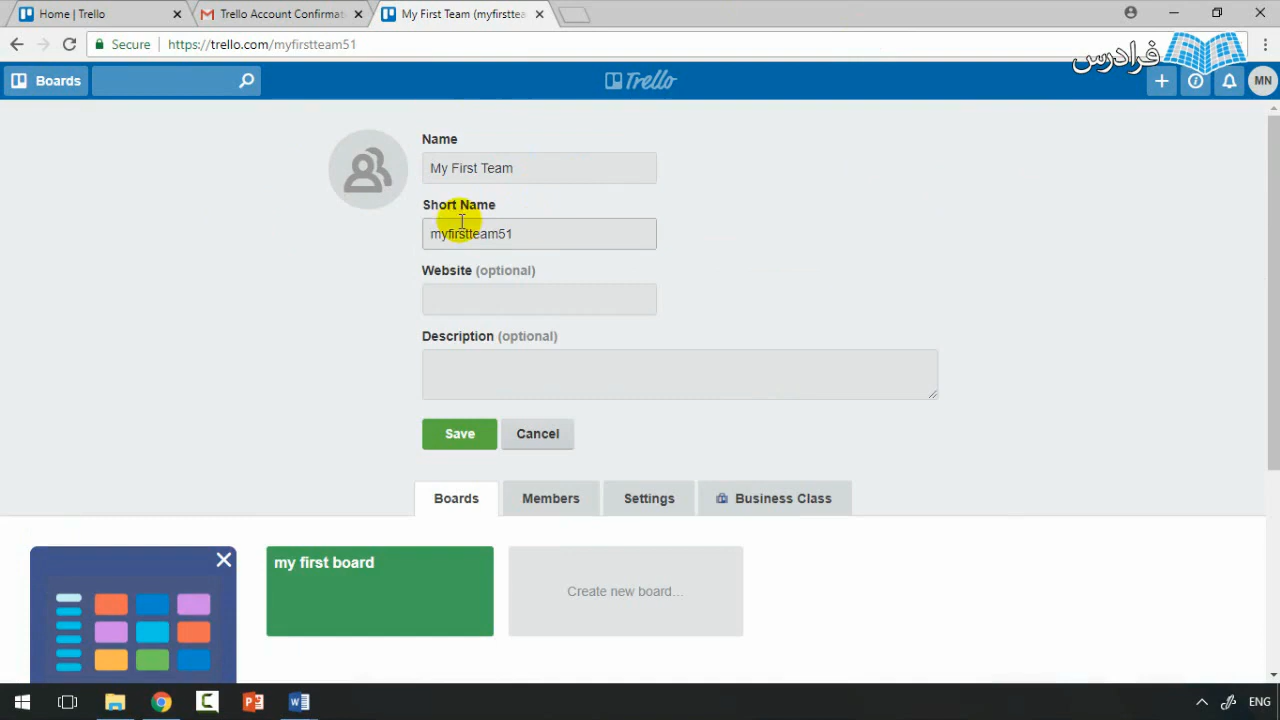 Home | Trello
Trello Account Confirmat
My First Team (myfirsttea
Secure
https://trello.com/myfirstteam51
فرادرس
Boards
Trello
MN
Name
My First Team
Short Name
myfirstteam51
Website (optional)
Description (optional)
Save
Cancel
Boards
Members
Settings
Business Class
my first board
Create new board...
ENG